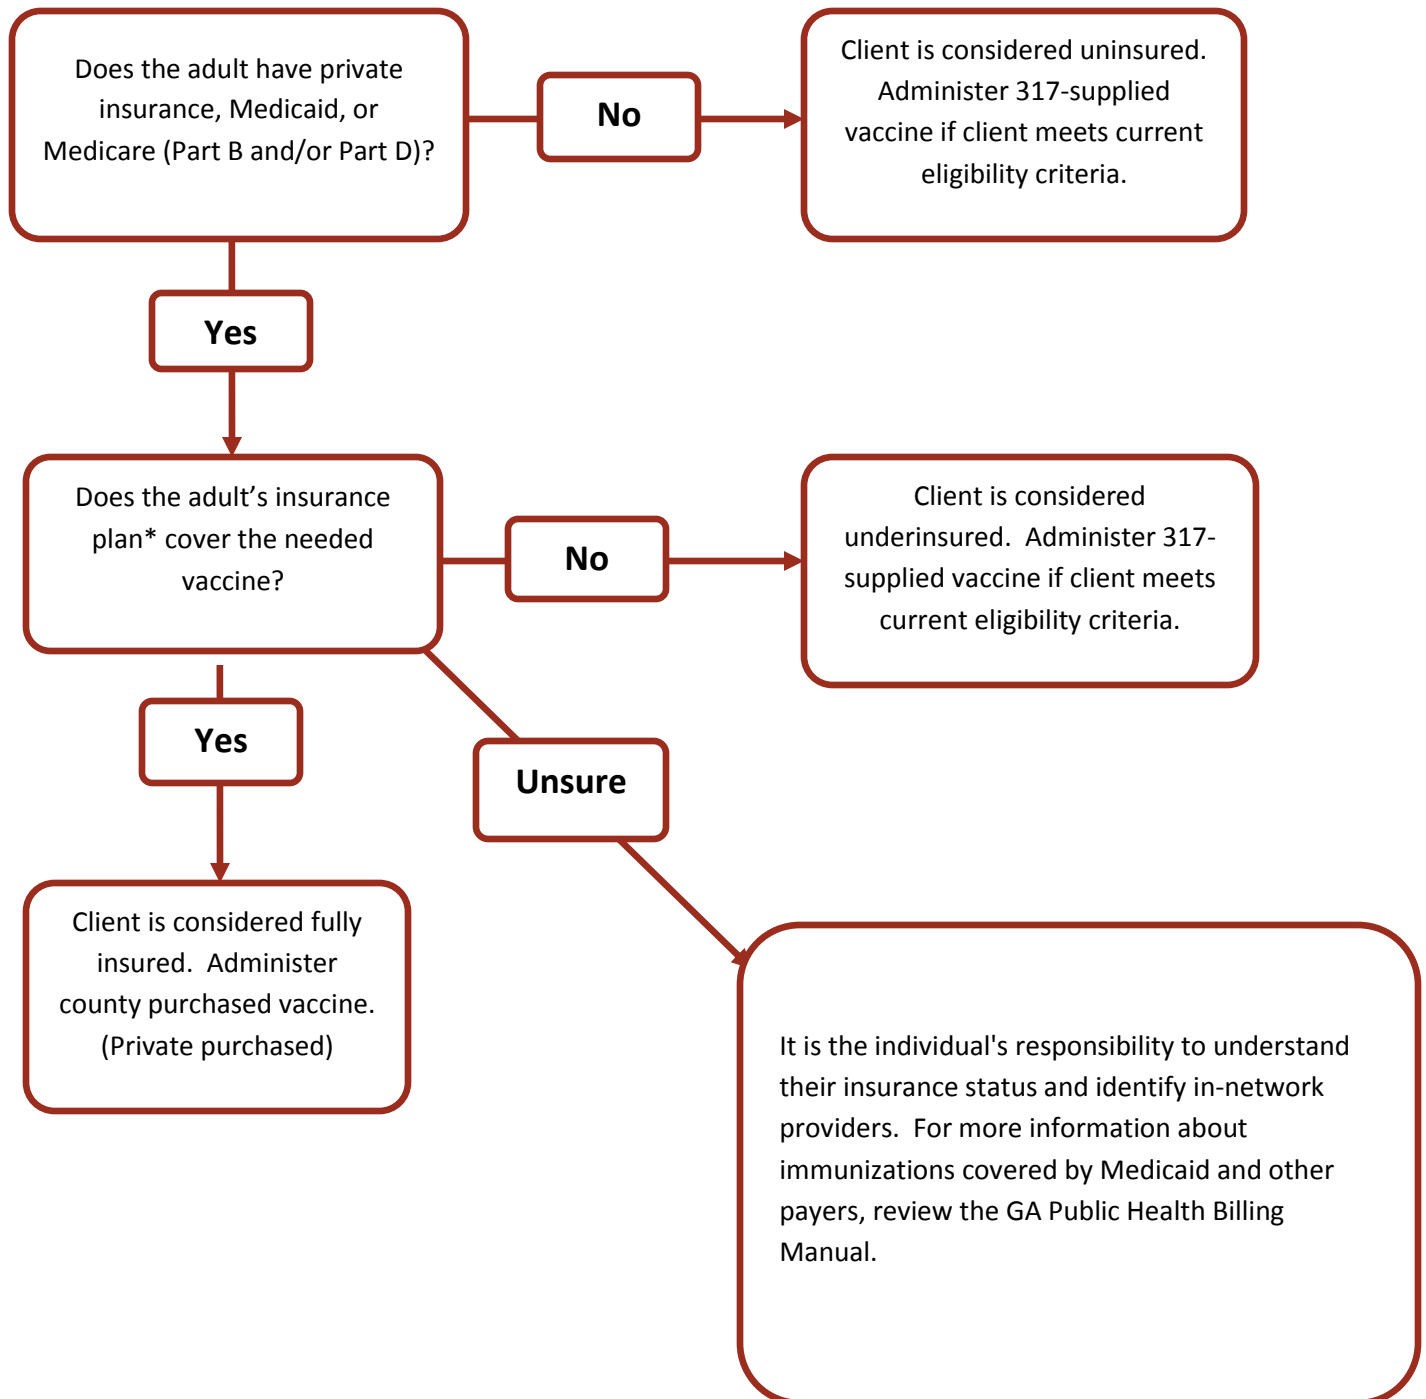 Does the adult have private
insurance, Medicaid, or
Medicare (Part B and/or Part D)?
No
Client is considered uninsured.
Administer 317-supplied
vaccine if client meets current
eligibility criteria.
Yes
Does the adult’s insurance
plan* cover the needed
vaccine?
No
Client is considered
underinsured.  Administer 317-
supplied vaccine if client meets
current eligibility criteria.
Yes
Unsure
Client is considered fully
insured.  Administer
county purchased vaccine.
(Private purchased)
It is the individual's responsibility to understand
their insurance status and identify in-network
providers.  For more information about
immunizations covered by Medicaid and other
payers, review the GA Public Health Billing
Manual.